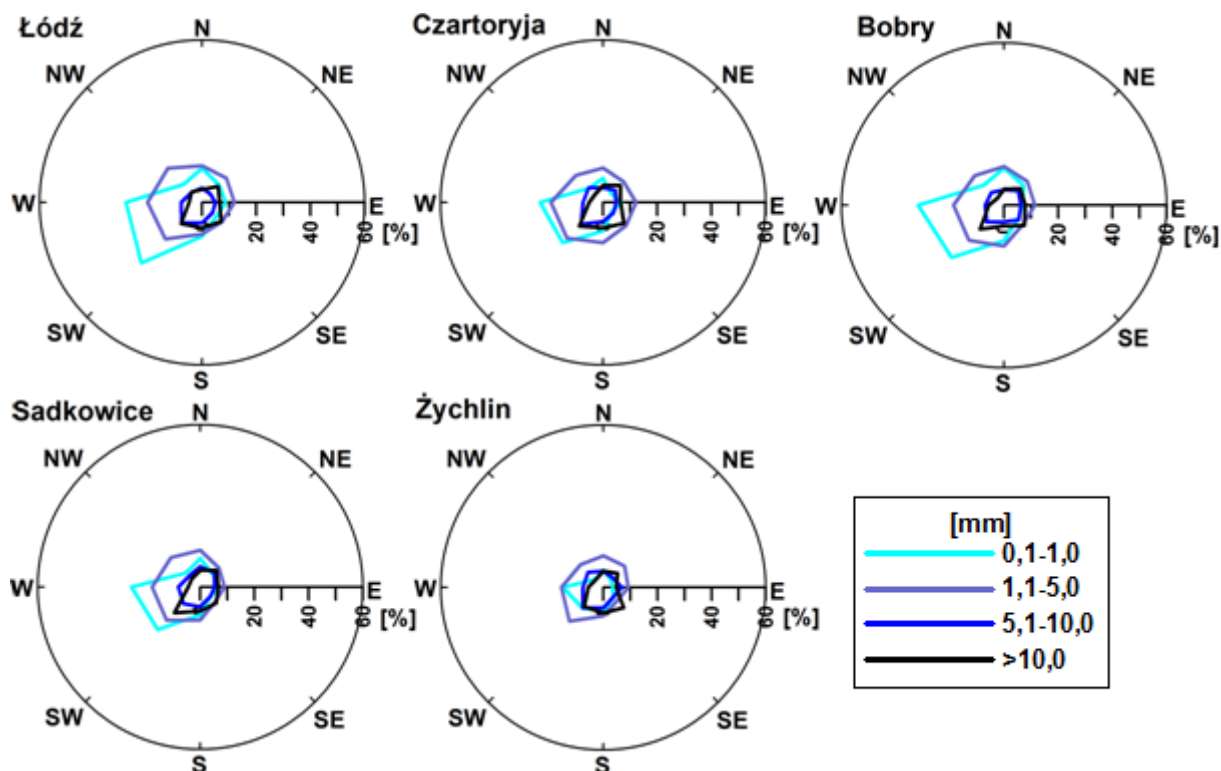 Łódź
N
NE
E
SE
S
SW
W
NW
20
40
60
[%]
Czartoryja
N
NE
E
SE
S
SW
W
NW
20
40
60
[%]
Bobry
N
NE
E
SE
S
SW
W
NW
20
40
60
[%]
Sadkowice
N
NE
E
SE
S
SW
W
NW
20
40
60
[%]
Żychlin
N
NE
E
SE
S
SW
W
NW
20
40
60
[%]
[mm]
0,1-1,0
1,1-5,0
5,1-10,0
>10,0